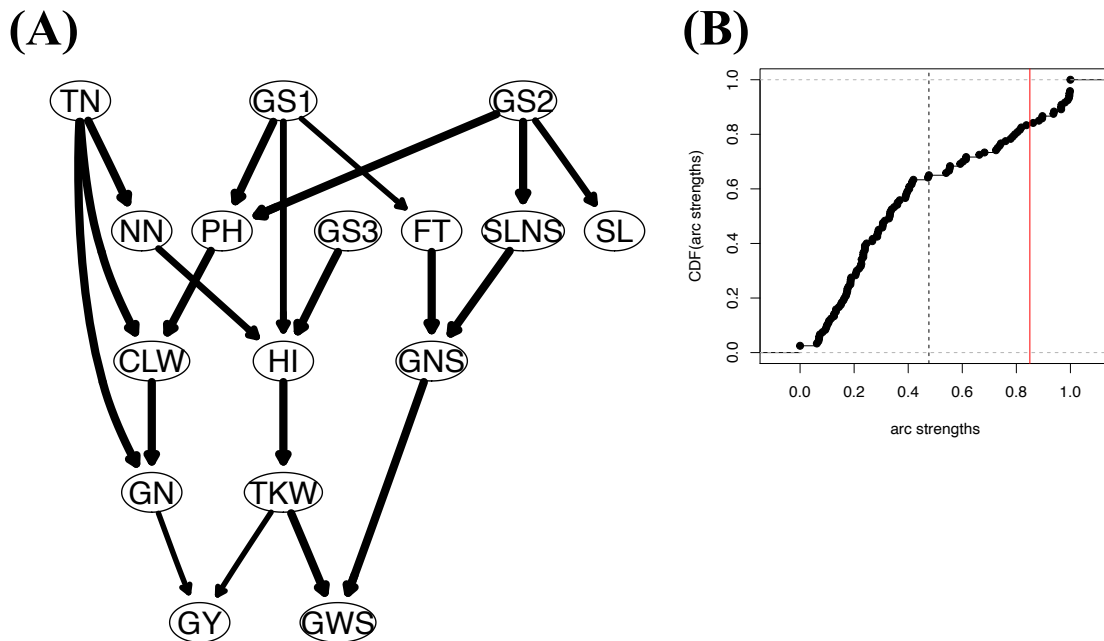 (A)
TN GS1 GS2
NN PH GS3 FT SLNS SL
CLW HI GNS
GN TKW
GY GWS
(B)
CDF(arc strengths)
1.0
0.8
0.6
0.4
0.2
0.0
0.0 0.2 0.4 0.6 0.8 1.0
arc strengths